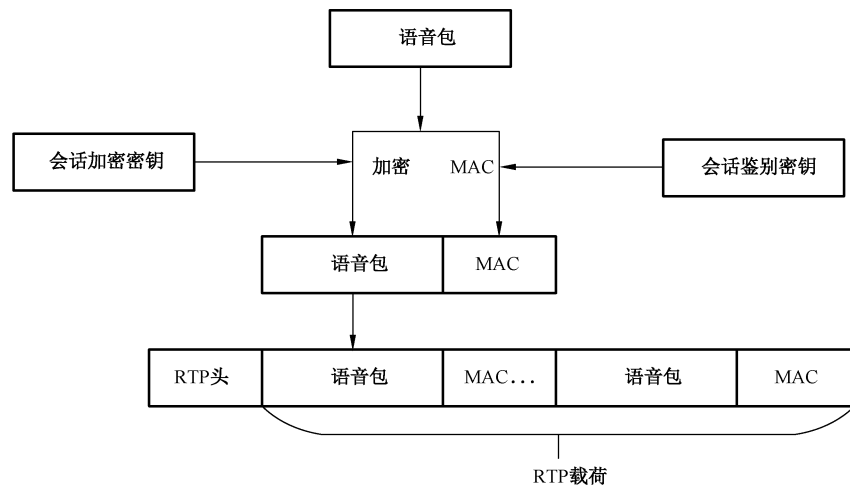 语音包
会话加密密钥
加密 MAC
会话鉴别密钥
语音包 MAC
RTP头 语音包 MAC... 语音包 MAC
RTP载荷